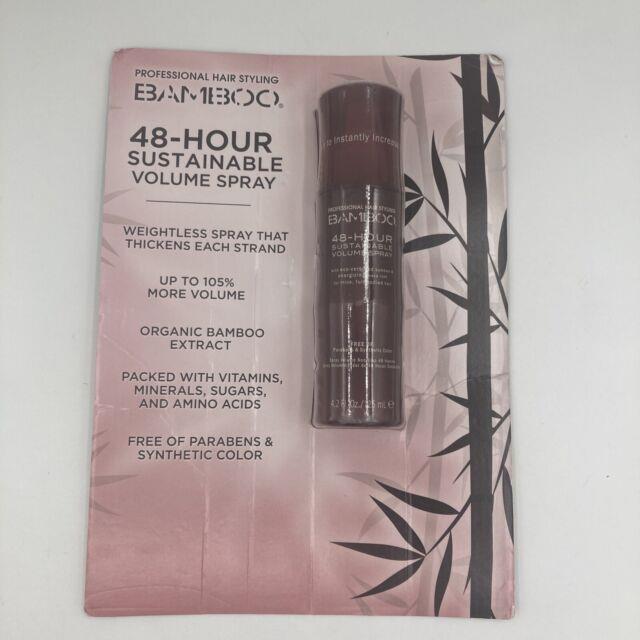 PROFESSIONAL HAIR STYLING
BAMBOO®
48-HOUR
SUSTAINABLE
VOLUME SPRAY
WEIGHTLESS SPRAY THAT
THICKENS EACH STRAND
UP TO 105%
MORE VOLUME
ORGANIC BAMBOO
EXTRACT
PACKED WITH VITAMINS,
MINERALS, SUGARS,
AND AMINO ACIDS
FREE OF PARABENS &
SYNTHETIC COLOR
to Instantly Increase
PROFESSIONAL HAIR STYLING
BAMBOO
48-HOUR
SUSTAINABLE
VOLUME SPRAY
FREE OF
Parabens & Synthetic Color
4.2 Fl Oz. / 125 mL e